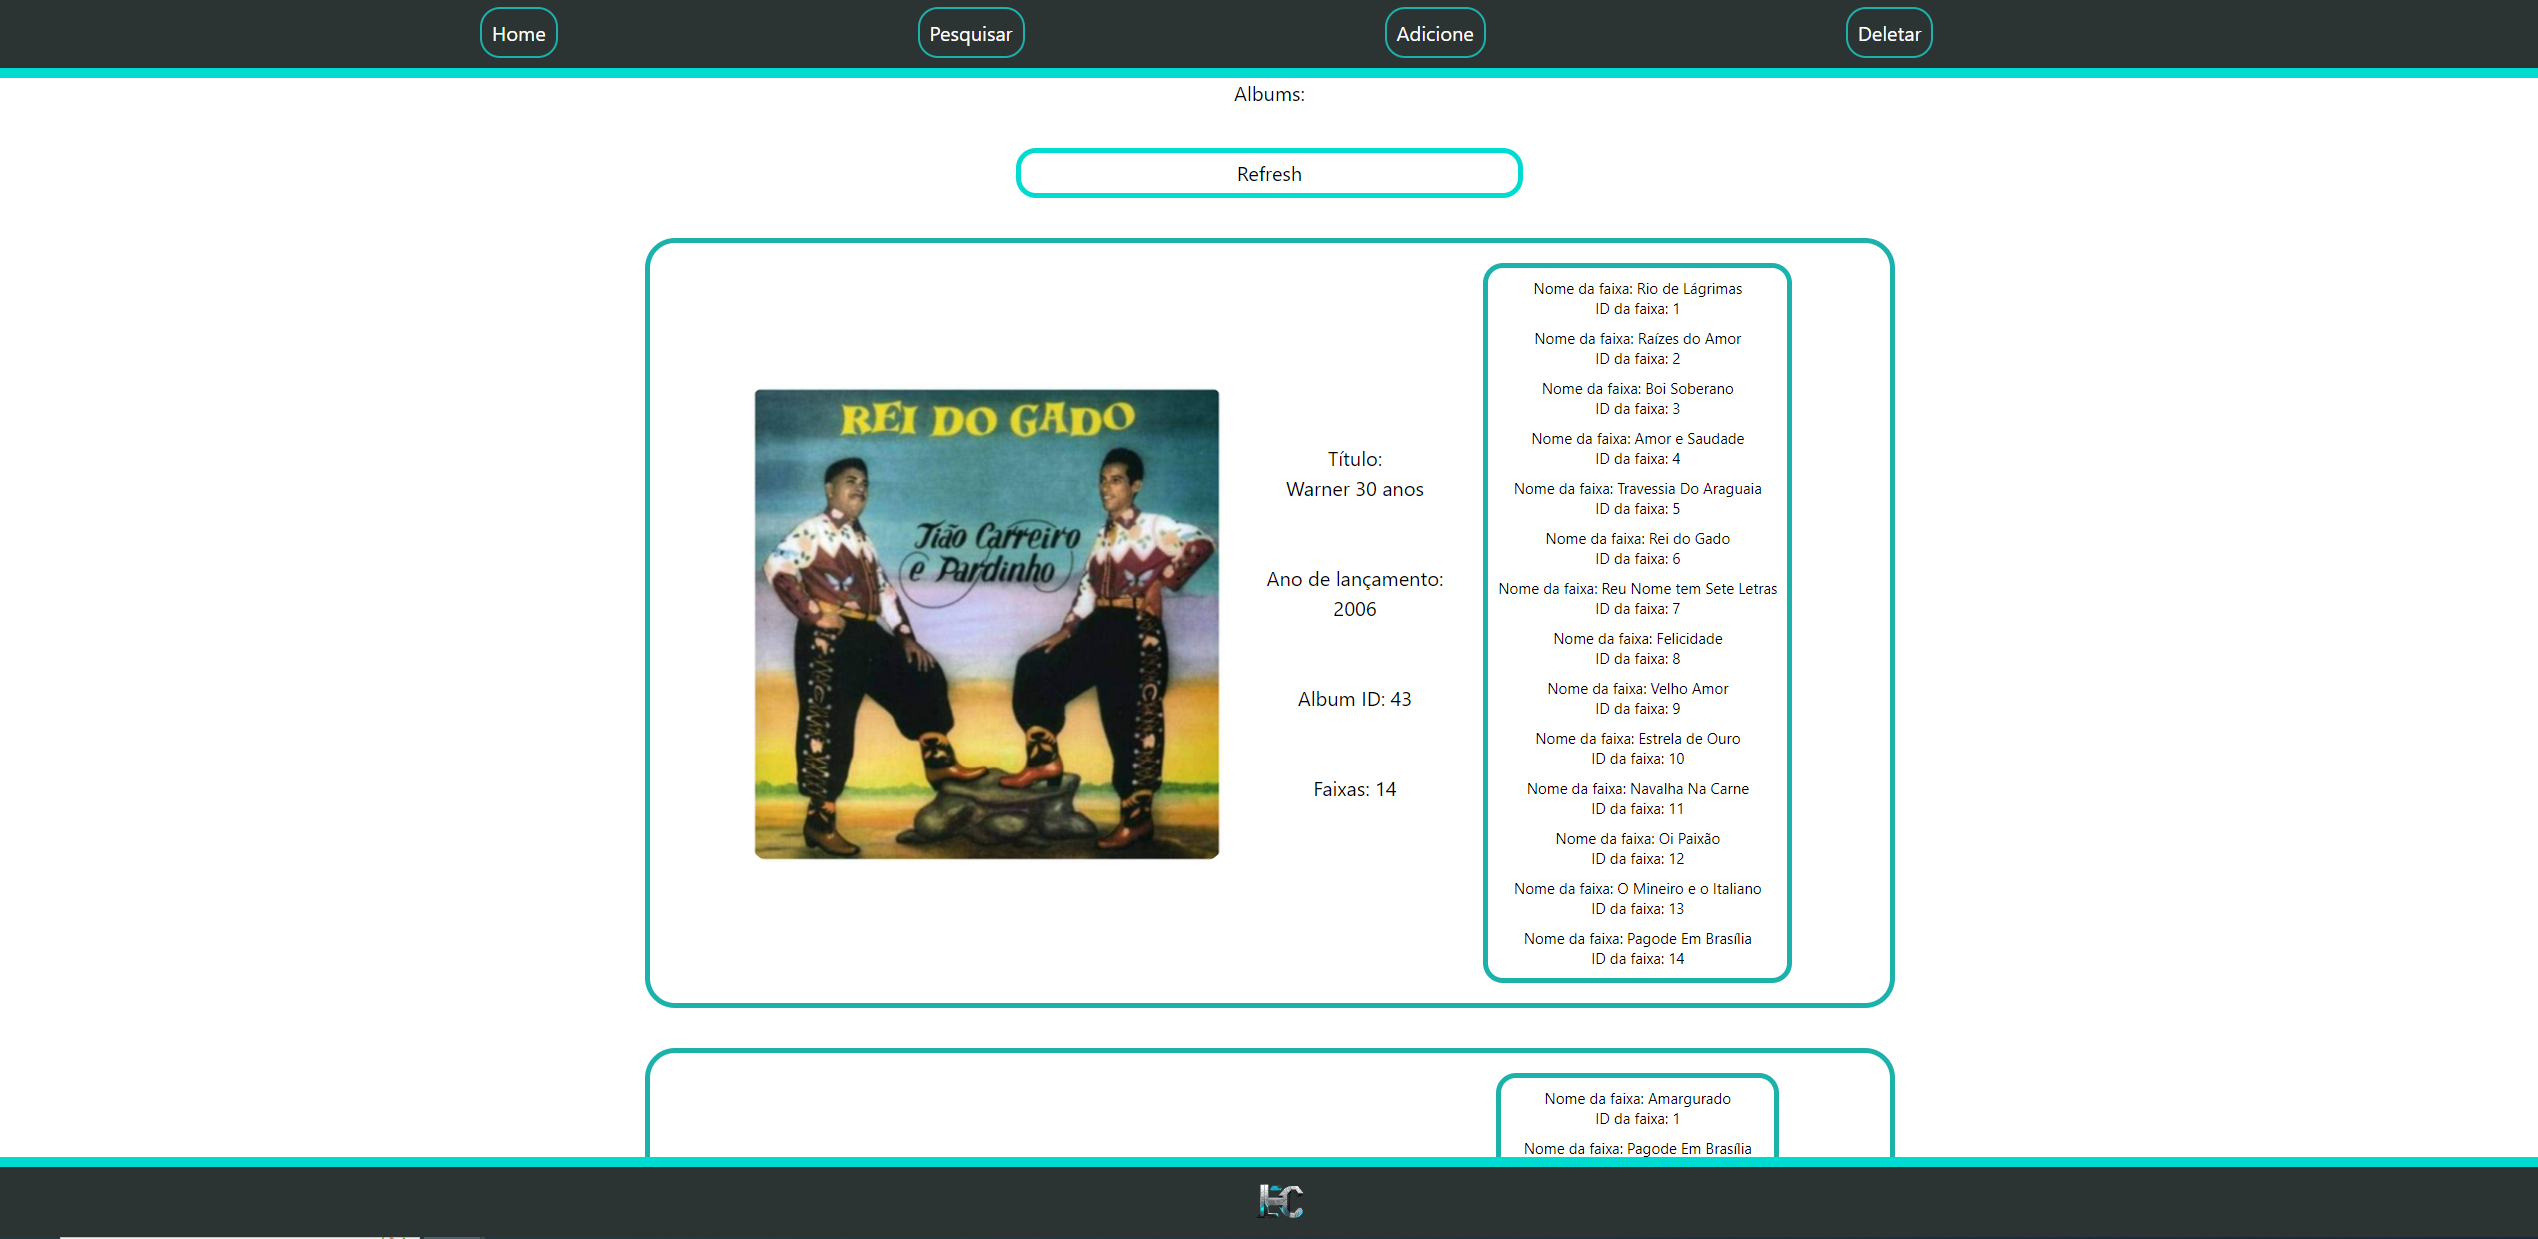 Home
Pesquisar
Adicione
Deletar
Albums:
Refresh
REI DO GADO
Tião Carreiro
e Pardinho
Título:
Warner 30 anos
Ano de lançamento:
2006
Album ID: 43
Faixas: 14
Nome da faixa: Rio de Lágrimas
ID da faixa: 1
Nome da faixa: Raízes do Amor
ID da faixa: 2
Nome da faixa: Boi Soberano
ID da faixa: 3
Nome da faixa: Amor e Saudade
ID da faixa: 4
Nome da faixa: Travessia Do Araguaia
ID da faixa: 5
Nome da faixa: Rei do Gado
ID da faixa: 6
Nome da faixa: Reu Nome tem Sete Letras
ID da faixa: 7
Nome da faixa: Felicidade
ID da faixa: 8
Nome da faixa: Velho Amor
ID da faixa: 9
Nome da faixa: Estrela de Ouro
ID da faixa: 10
Nome da faixa: Navalha Na Carne
ID da faixa: 11
Nome da faixa: Oi Paixão
ID da faixa: 12
Nome da faixa: O Mineiro e o Italiano
ID da faixa: 13
Nome da faixa: Pagode Em Brasília
ID da faixa: 14
Nome da faixa: Amargurado
ID da faixa: 1
Nome da faixa: Pagode Em Brasília